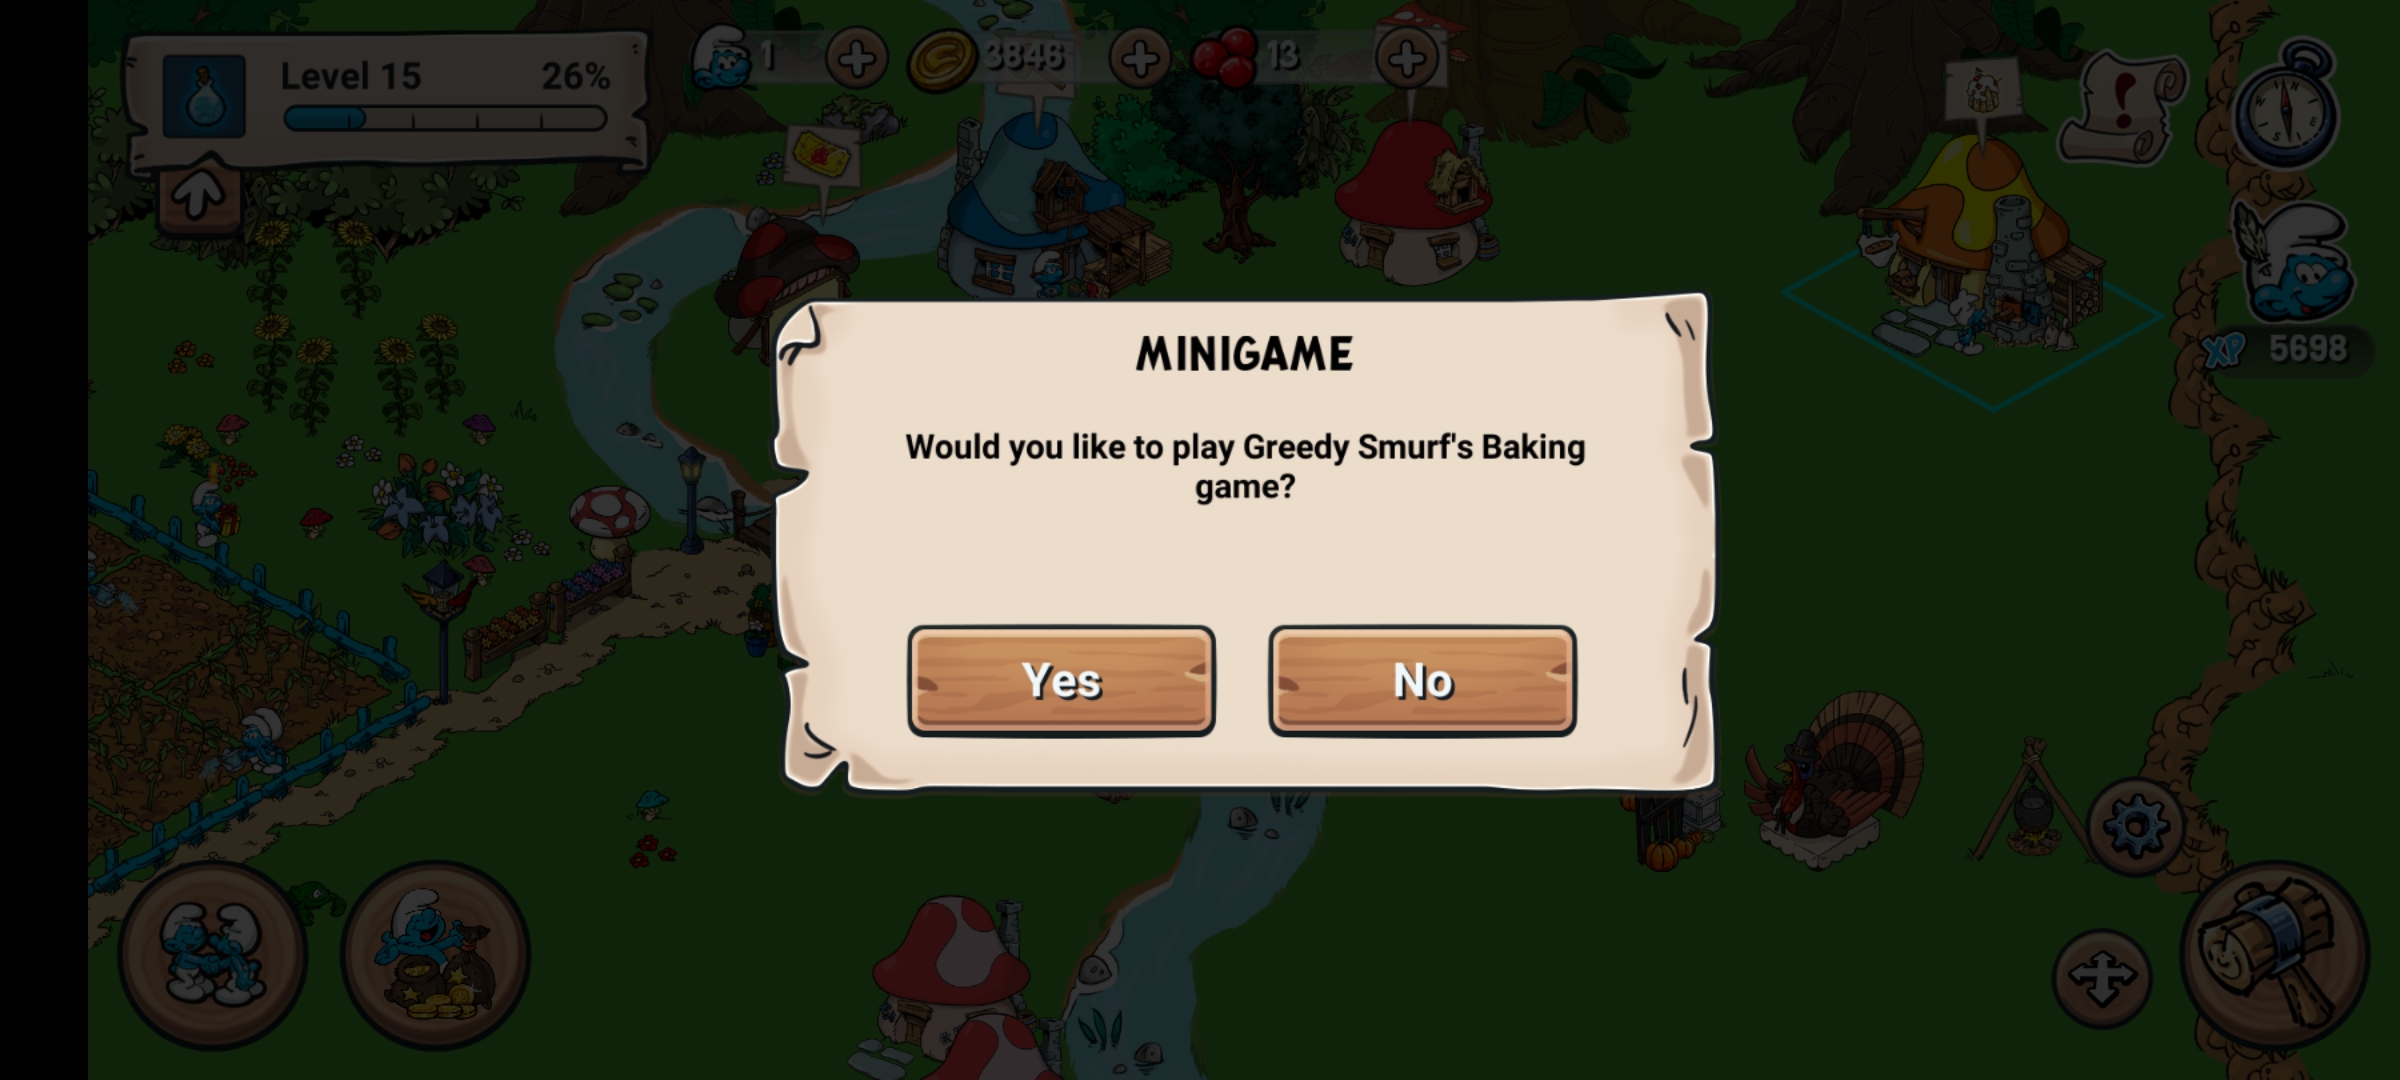 Level 15 26%
1
3846
13
XP 5698
MINIGAME
Would you like to play Greedy Smurf's Baking
game?
Yes
No